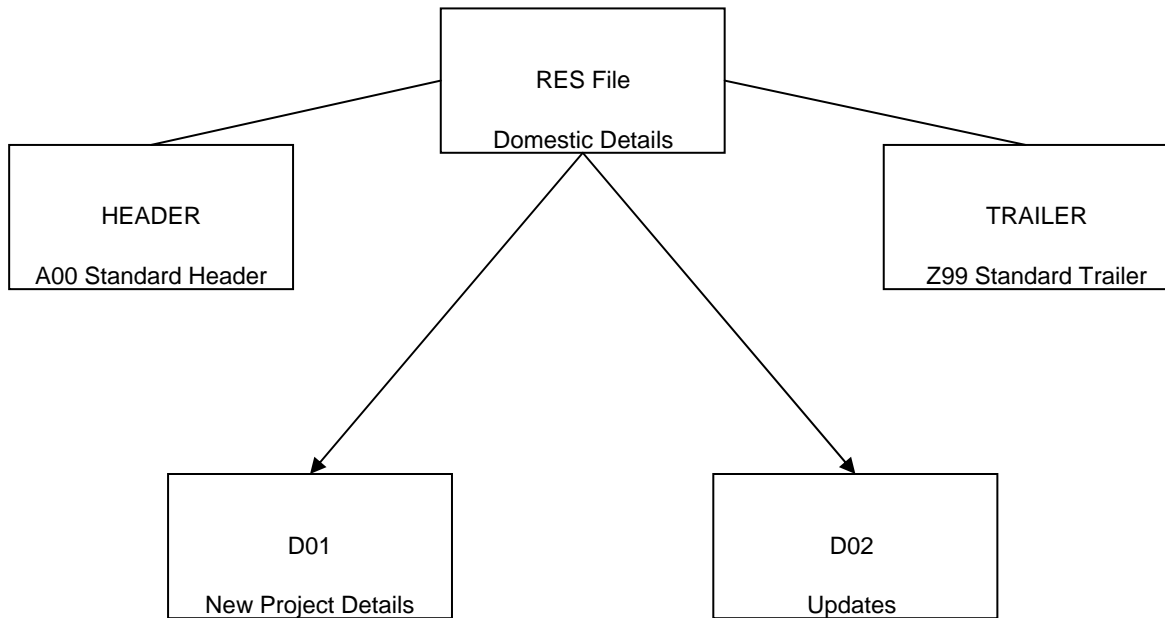 RES File
Domestic Details
HEADER
A00 Standard Header
TRAILER
Z99 Standard Trailer
D01
New Project Details
D02
Updates